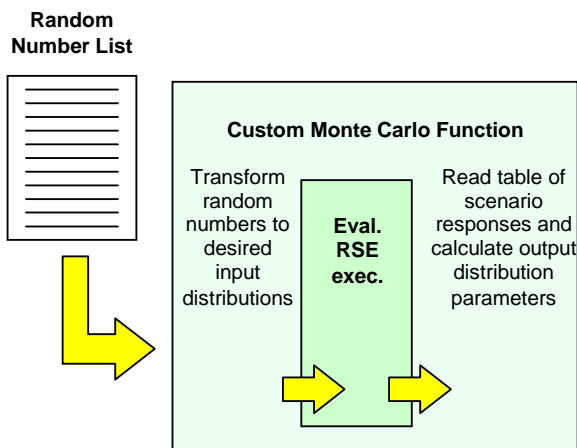 Random
Number List
Custom Monte Carlo Function
Transform
random
numbers to
desired
input
distributions
Eval.
RSE
exec.
Read table of
scenario
responses and
calculate output
distribution
parameters